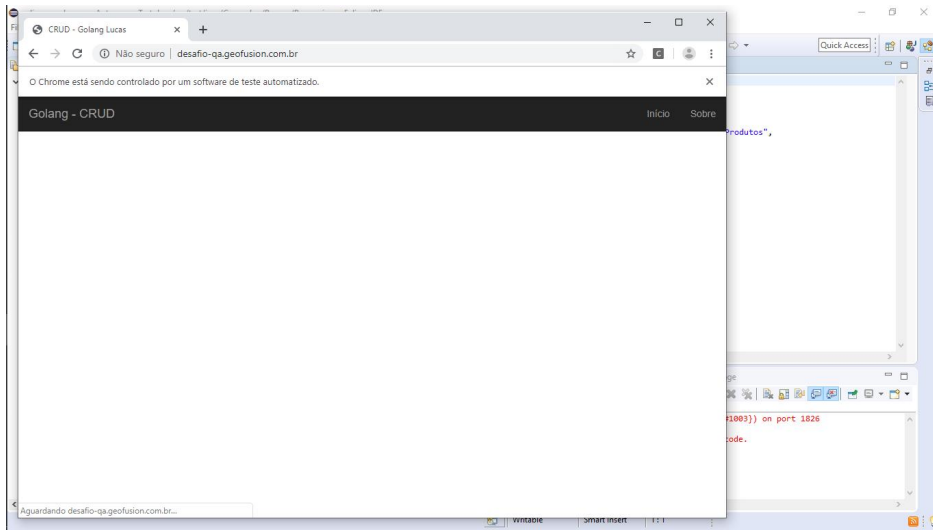 CRUD - Golang Lucas
Quick Access
Não seguro | desafio-qa.geofusion.com.br
O Chrome está sendo controlado por um software de teste automatizado.
Golang - CRUD
Início Sobre
Produtos",
ge
#1003}) on port 1826
code.
Aguardando desafio-qa.geofusion.com.br...
Writable Smart Insert 1 : 1